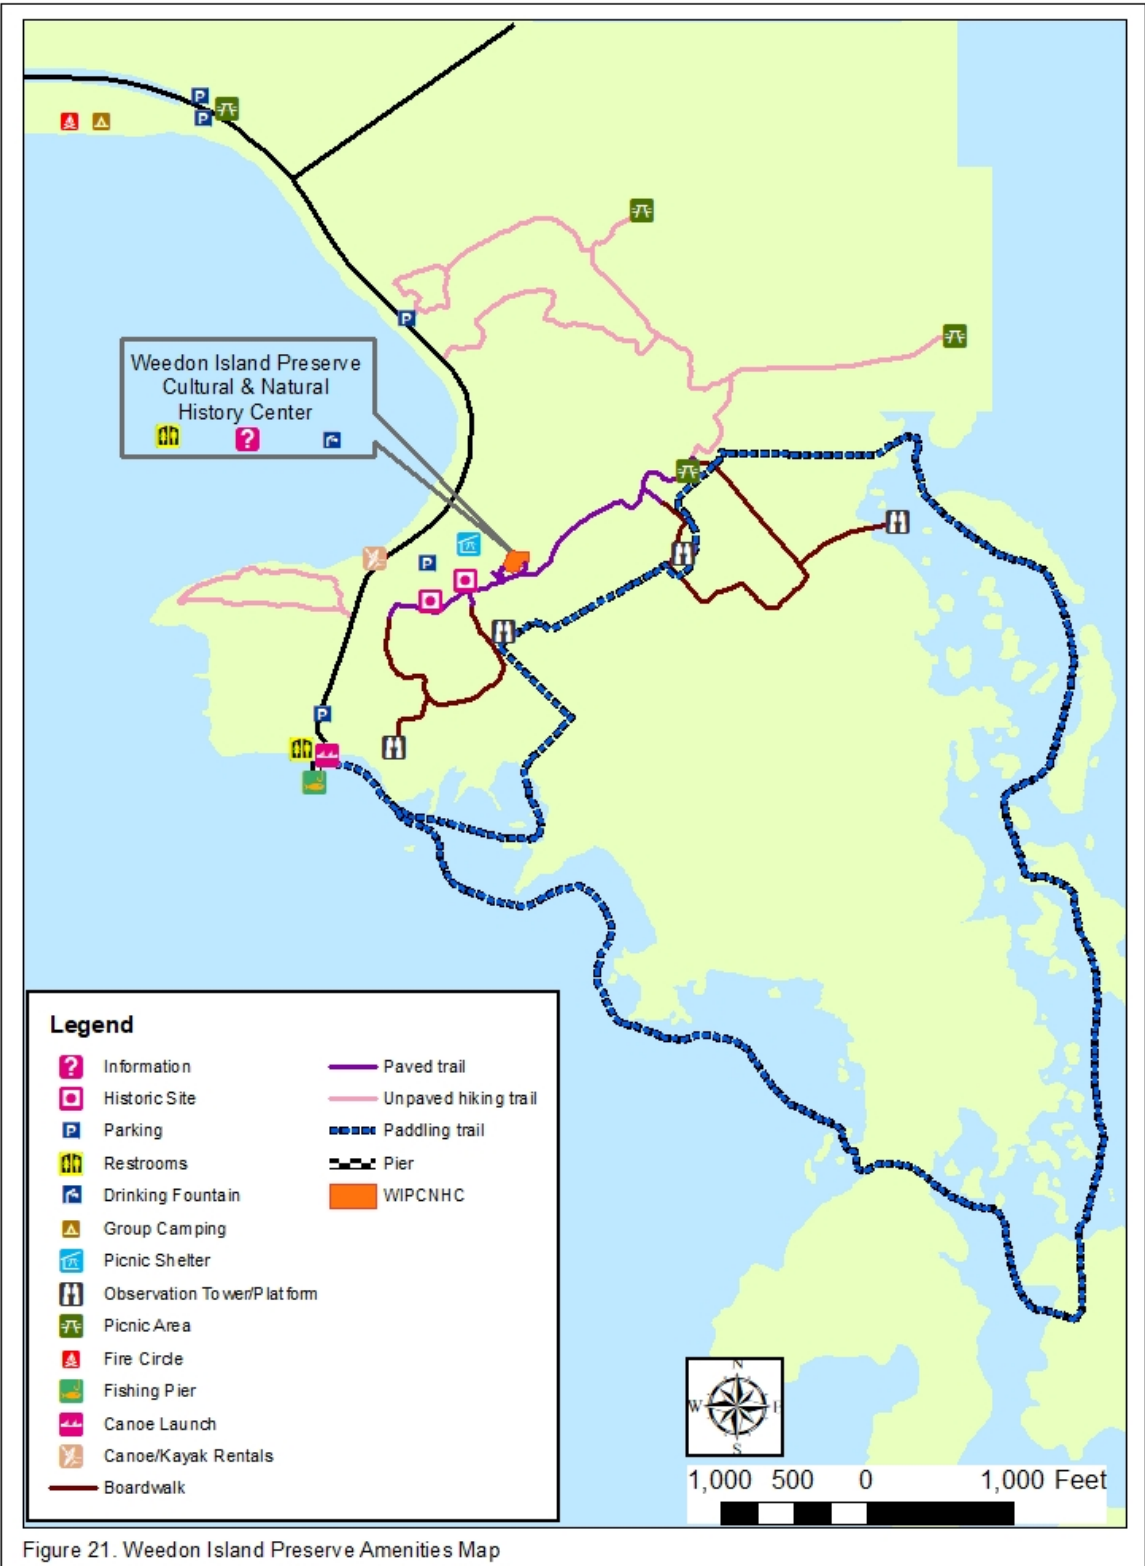 Weedon Island Preserve
Cultural & Natural
History Center
?
P
P
P
P
P
Legend
? Information
Historic Site
P Parking
Restrooms
Drinking Fountain
Group Camping
Picnic Shelter
Observation Tower/Platform
Picnic Area
Fire Circle
Fishing Pier
Canoe Launch
Canoe/Kayak Rentals
Boardwalk
Paved trail
Unpaved hiking trail
Paddling trail
Pier
WIPCNHC
N
W E
S
1,000 500 0 1,000 Feet
Figure 21. Weedon Island Preserve Amenities Map